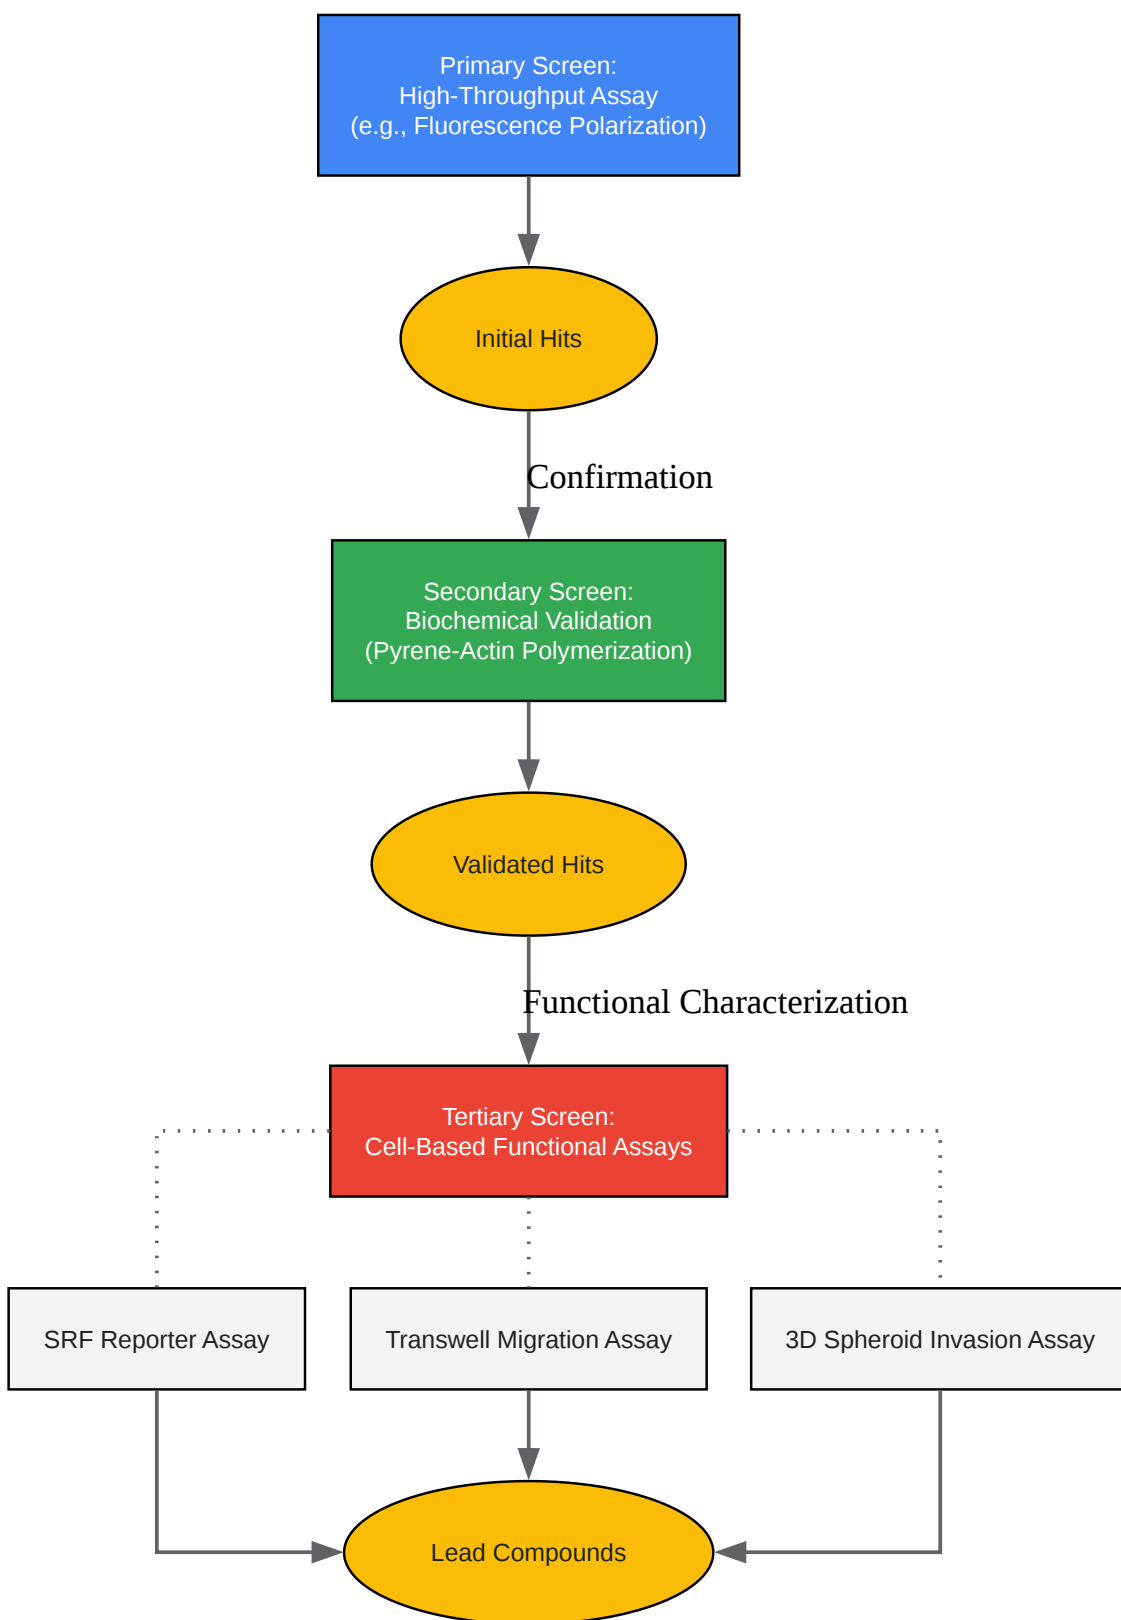 Primary Screen:
High-Throughput Assay
(e.g., Fluorescence Polarization)
Initial Hits
Confirmation
Secondary Screen:
Biochemical Validation
(Pyrene-Actin Polymerization)
Validated Hits
Functional Characterization
Tertiary Screen:
Cell-Based Functional Assays
SRF Reporter Assay
Transwell Migration Assay
3D Spheroid Invasion Assay
Lead Compounds